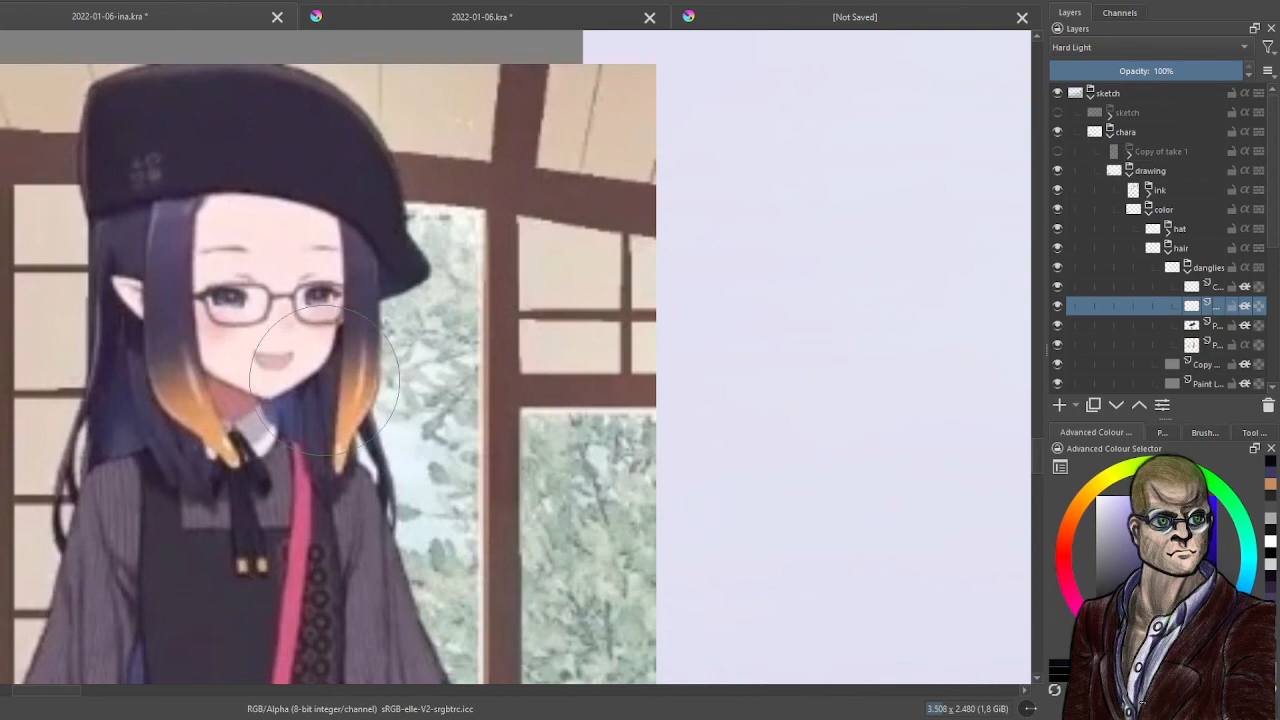 2022-01-06-ina.kra *
2022-01-06.kra *
[Not Saved]
Layers
Channels
Layers
Hard Light
Opacity: 100%
sketch
sketch
chara
Copy of take 1
drawing
ink
color
hat
hair
danglies
C...
...
P...
P...
Copy ...
Paint L...
Advanced Colour ...
P...
Brush...
Tool ...
Advanced Colour Selector
RGB/Alpha (8-bit integer/channel)  sRGB-elle-V2-srgbtrc.icc
3.508 x 2.480 (1,8 GiB)